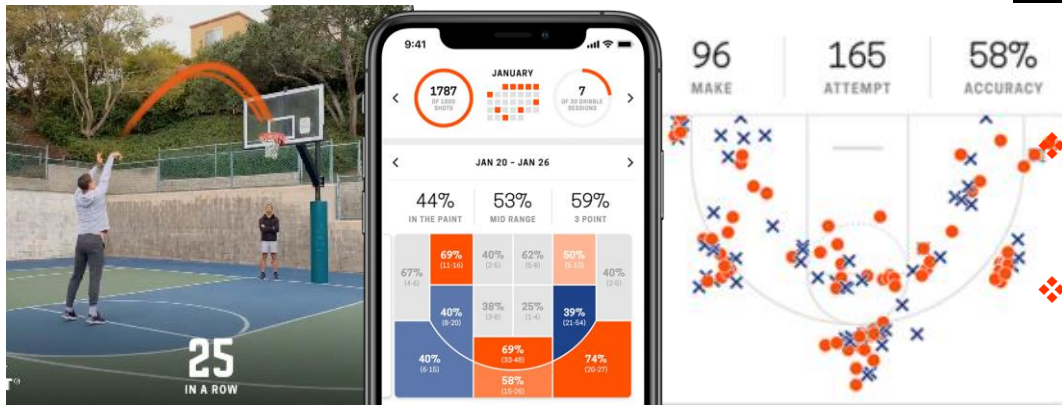 25
IN A ROW
9:41
1787
OF 1000
SHOTS
JANUARY
7
OF 30 DRIBBLE
SESSIONS
JAN 20 - JAN 26
44%
53%
59%
IN THE PAINT
MID RANGE
3 POINT
67%
(4-6)
69%
(11-16)
40%
(2-5)
62%
(5-8)
50%
(5-10)
40%
(2-5)
40%
(8-20)
38%
(3-8)
25%
(1-4)
39%
(21-54)
40%
(6-15)
69%
(33-48)
74%
(20-27)
58%
(15-26)
96
165
58%
MAKE
ATTEMPT
ACCURACY